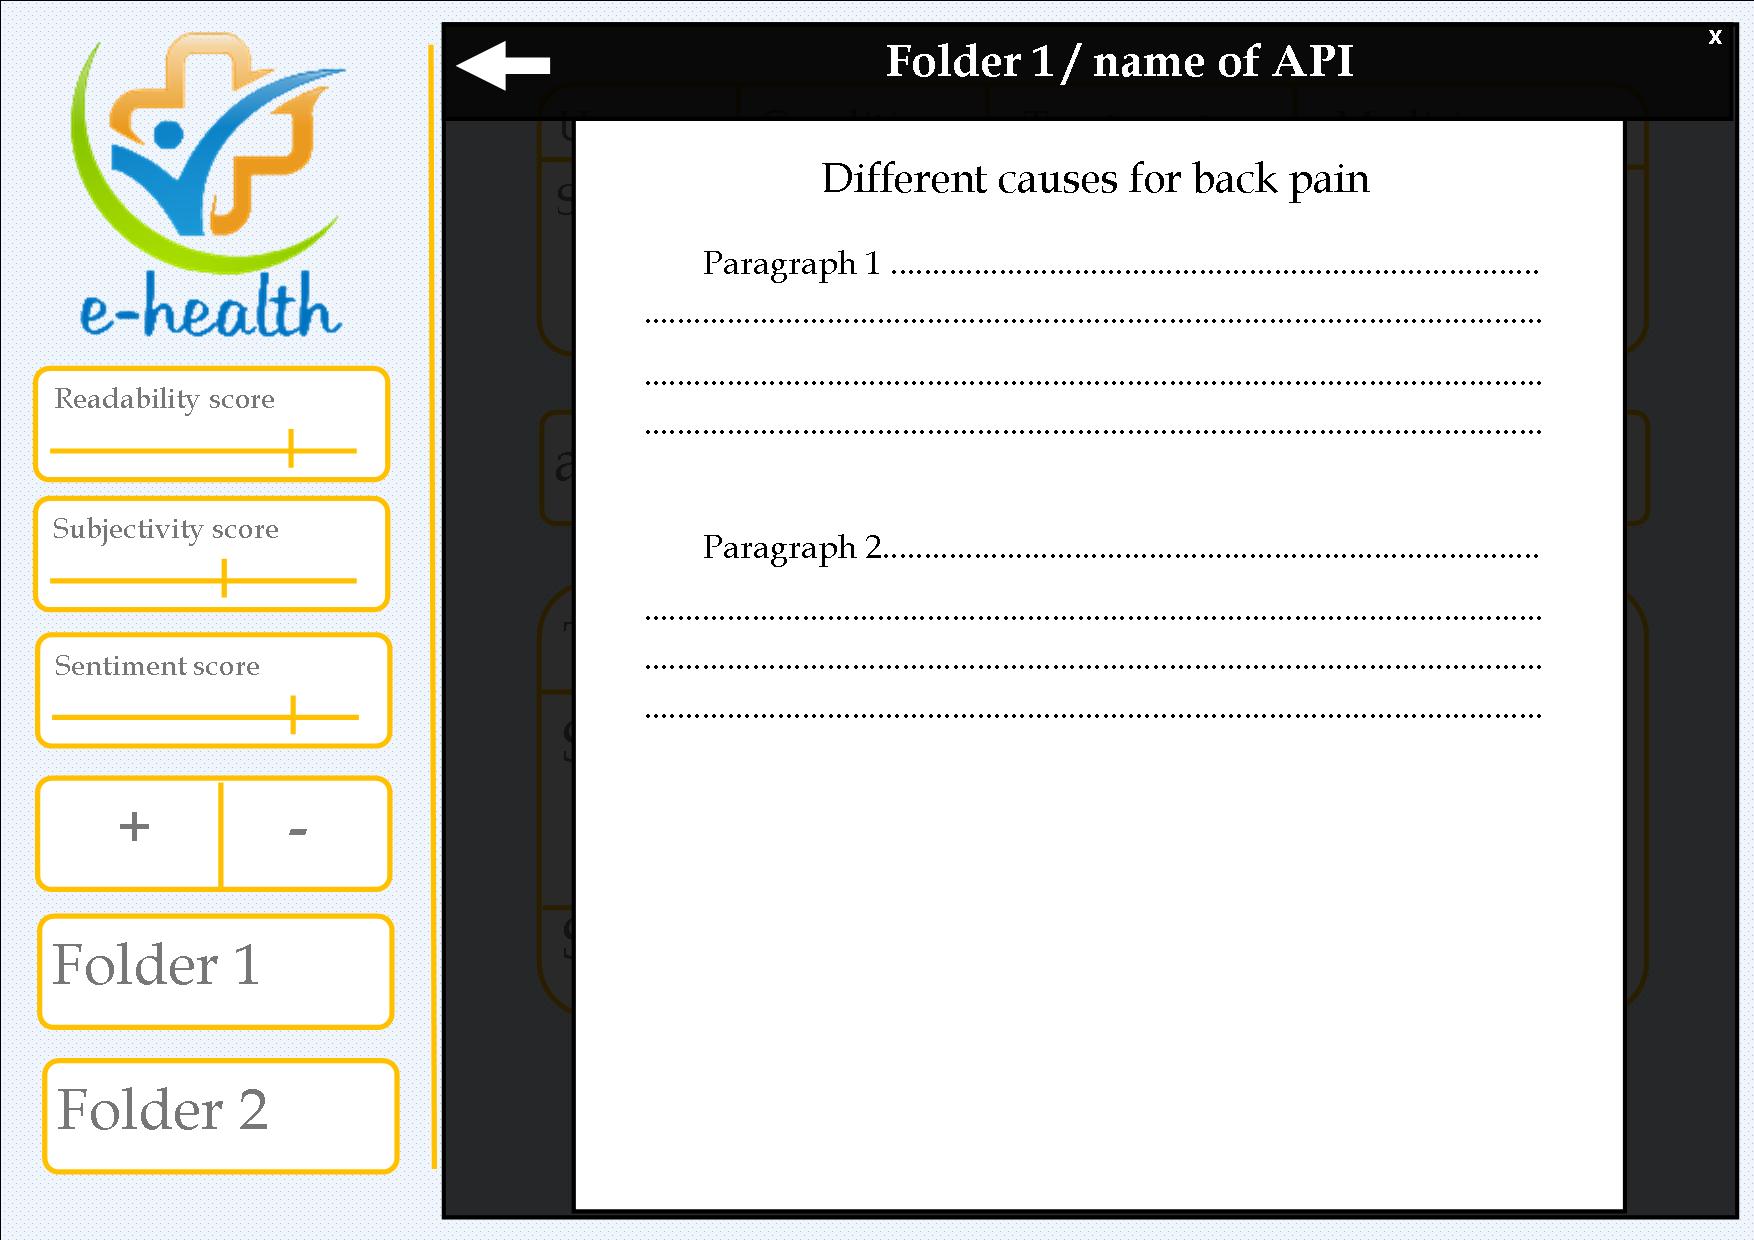 e-health
Readability score
Subjectivity score
Sentiment score
+ -
Folder 1
Folder 2
Folder 1/ name of API
x
Different causes for back pain
Paragraph 1 ................................................................................
................................................................................................................
................................................................................................................
................................................................................................................
Paragraph 2................................................................................
................................................................................................................
................................................................................................................
................................................................................................................